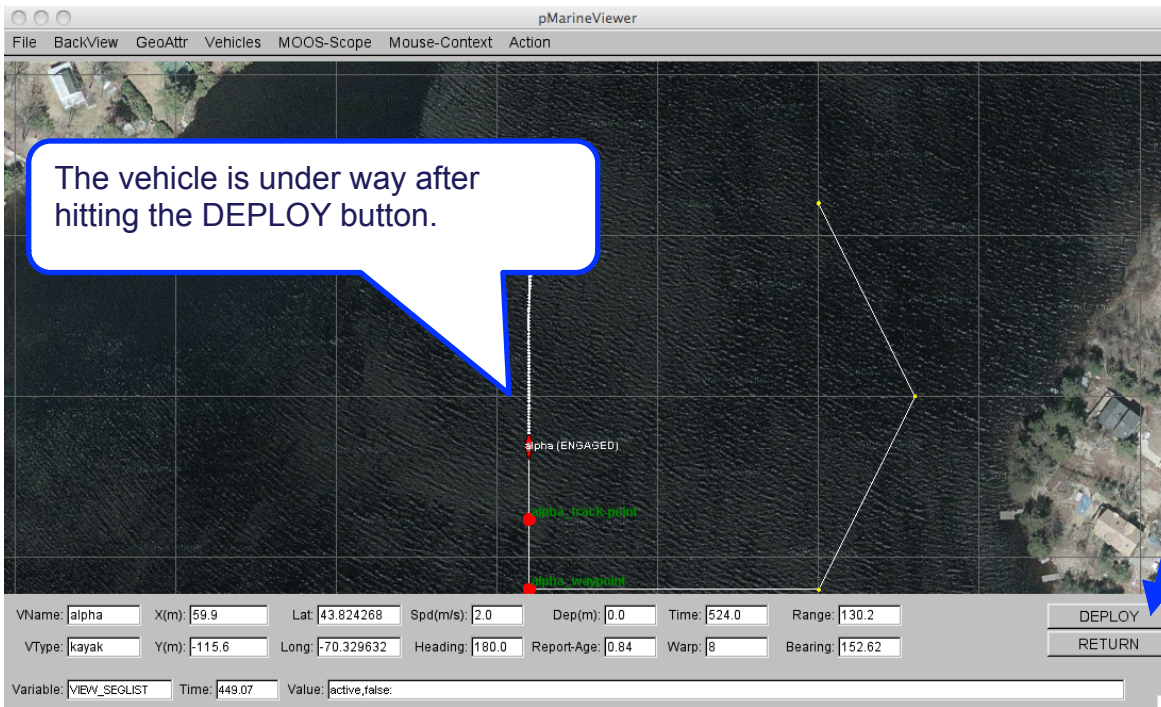 pMarineViewer
File BackView GeoAttr Vehicles MOOS-Scope Mouse-Context Action
The vehicle is under way after
hitting the DEPLOY button.
alpha (ENGAGED)
alpha_track-point
alpha_waypoint
VName: alpha X(m): 59.9 Lat: 43.824268 Spd(m/s): 2.0 Dep(m): 0.0 Time: 524.0 Range: 130.2 DEPLOY
VType: kayak Y(m): -115.6 Long: -70.329632 Heading: 180.0 Report-Age: 0.84 Warp: 8 Bearing: 152.62 RETURN
Variable: VIEW_SEGLIST Time: 449.07 Value: active,false: